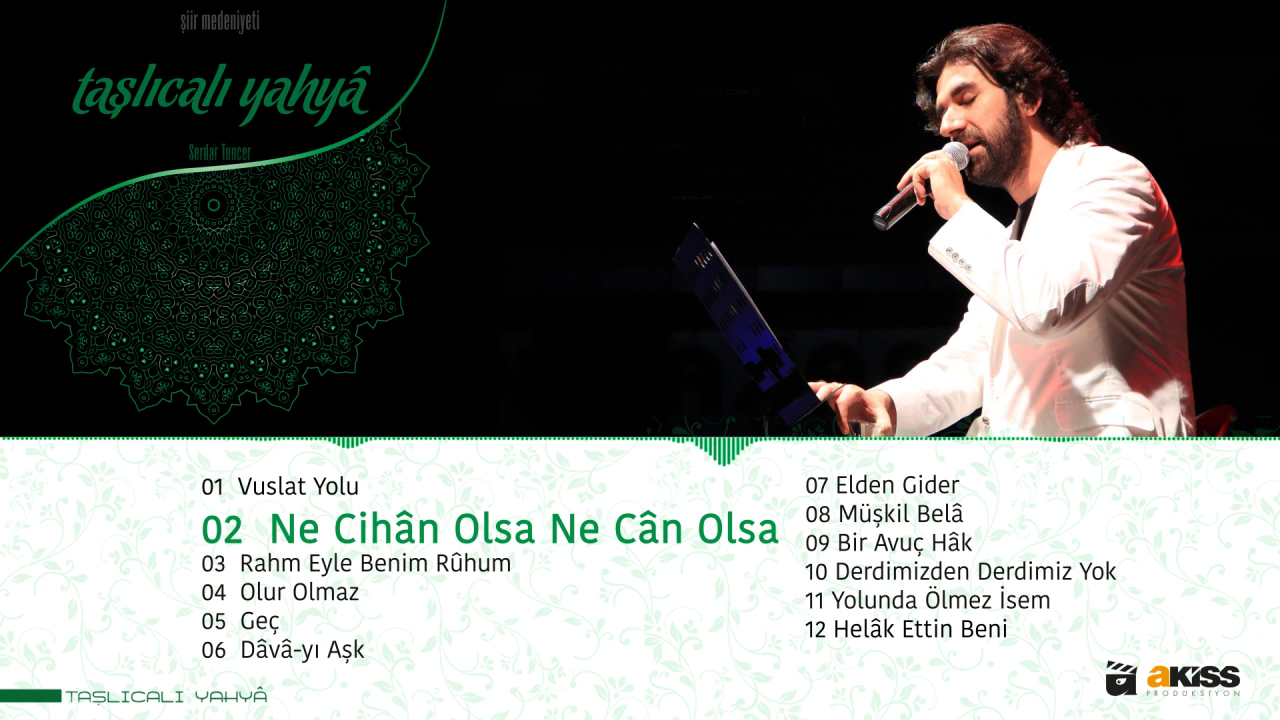 şiir medeniyeti
taşlıcalı yahyâ
Serdar Tuncer
01 Vuslat Yolu
02 Ne Cihân Olsa Ne Cân Olsa
03 Rahm Eyle Benim Rûhum
04 Olur Olmaz
05 Geç
06 Dâvâ-yı Aşk
07 Elden Gider
08 Müşkil Belâ
09 Bir Avuç Hâk
10 Derdimizden Derdimiz Yok
11 Yolunda Ölmez İsem
12 Helâk Ettin Beni
TAŞLICALI YAHYÂ
aKiSS
PRODÜKSİYON